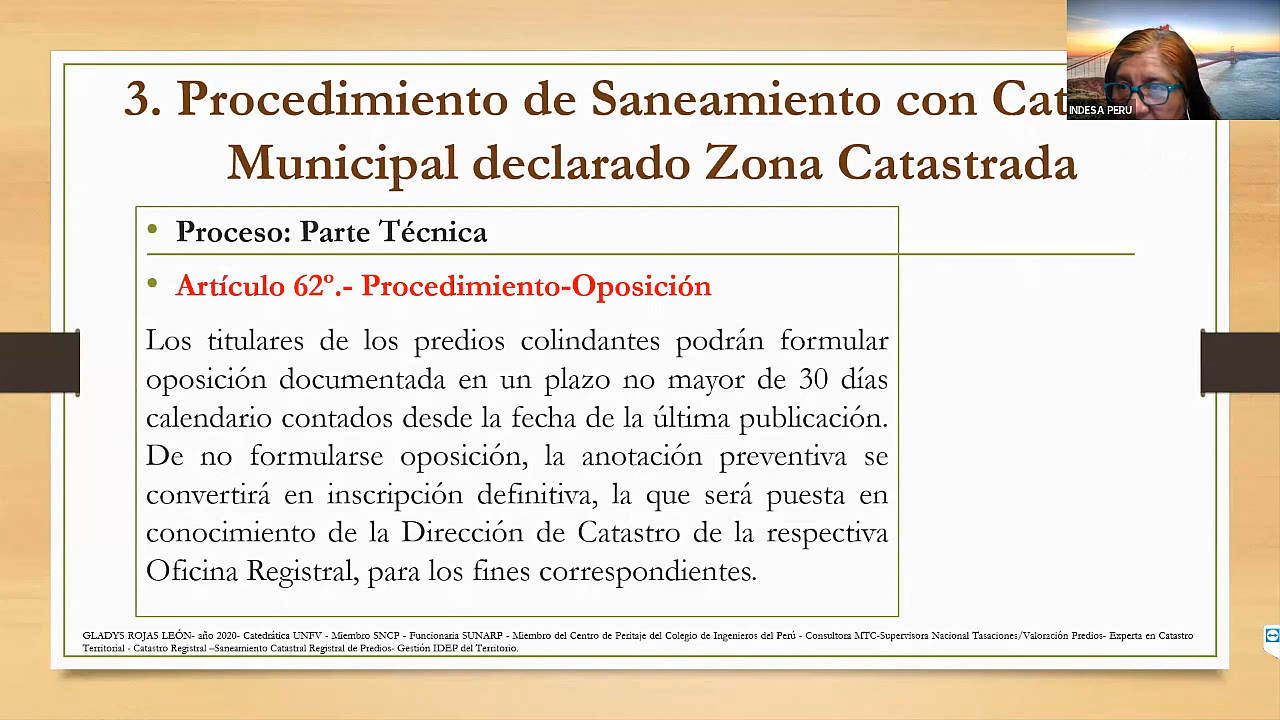 3. Procedimiento de Saneamiento con Cat
INDESA PERU
Municipal declarado Zona Catastrada
• Proceso: Parte Técnica
• Artículo 62º.- Procedimiento-Oposición
Los titulares de los predios colindantes podrán formular
oposición documentada en un plazo no mayor de 30 días
calendario contados desde la fecha de la última publicación.
De no formularse oposición, la anotación preventiva se
convertirá en inscripción definitiva, la que será puesta en
conocimiento de la Dirección de Catastro de la respectiva
Oficina Registral, para los fines correspondientes.
GLADYS ROJAS LEÓN- año 2020- Catedrática UNFV - Miembro SNCP - Funcionaria SUNARP - Miembro del Centro de Peritaje del Colegio de Ingenieros del Perú - Consultora MTC-Supervisora Nacional Tasaciones/Valoración Predios- Experta en Catastro
Territorial - Catastro Registral –Saneamiento Catastral Registral de Predios- Gestión IDEP del Territorio.